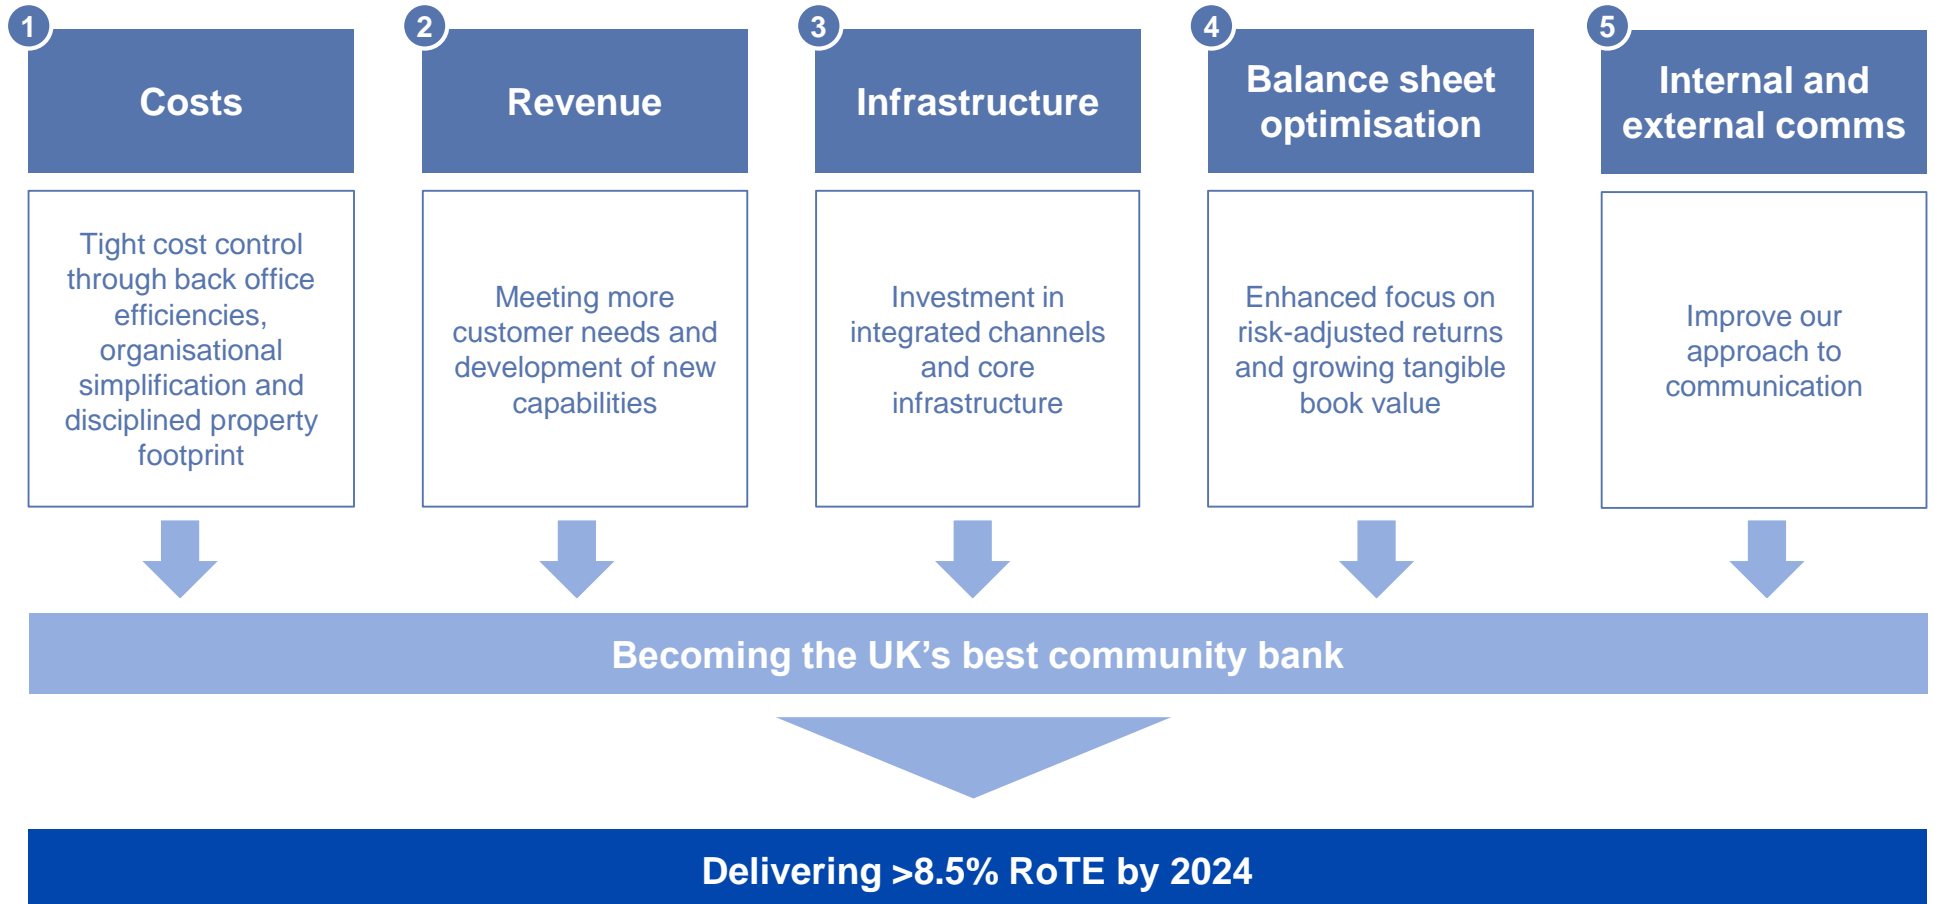 1
Costs
Tight cost control
through back office
efficiencies,
organisational
simplification and
disciplined property
footprint
2
Revenue
Meeting more
customer needs and
development of new
capabilities
3
Infrastructure
Investment in
integrated channels
and core
infrastructure
4
Balance sheet
optimisation
Enhanced focus on
risk-adjusted returns
and growing tangible
book value
5
Internal and
external comms
Improve our
approach to
communication
Becoming the UK’s best community bank
Delivering >8.5% RoTE by 2024